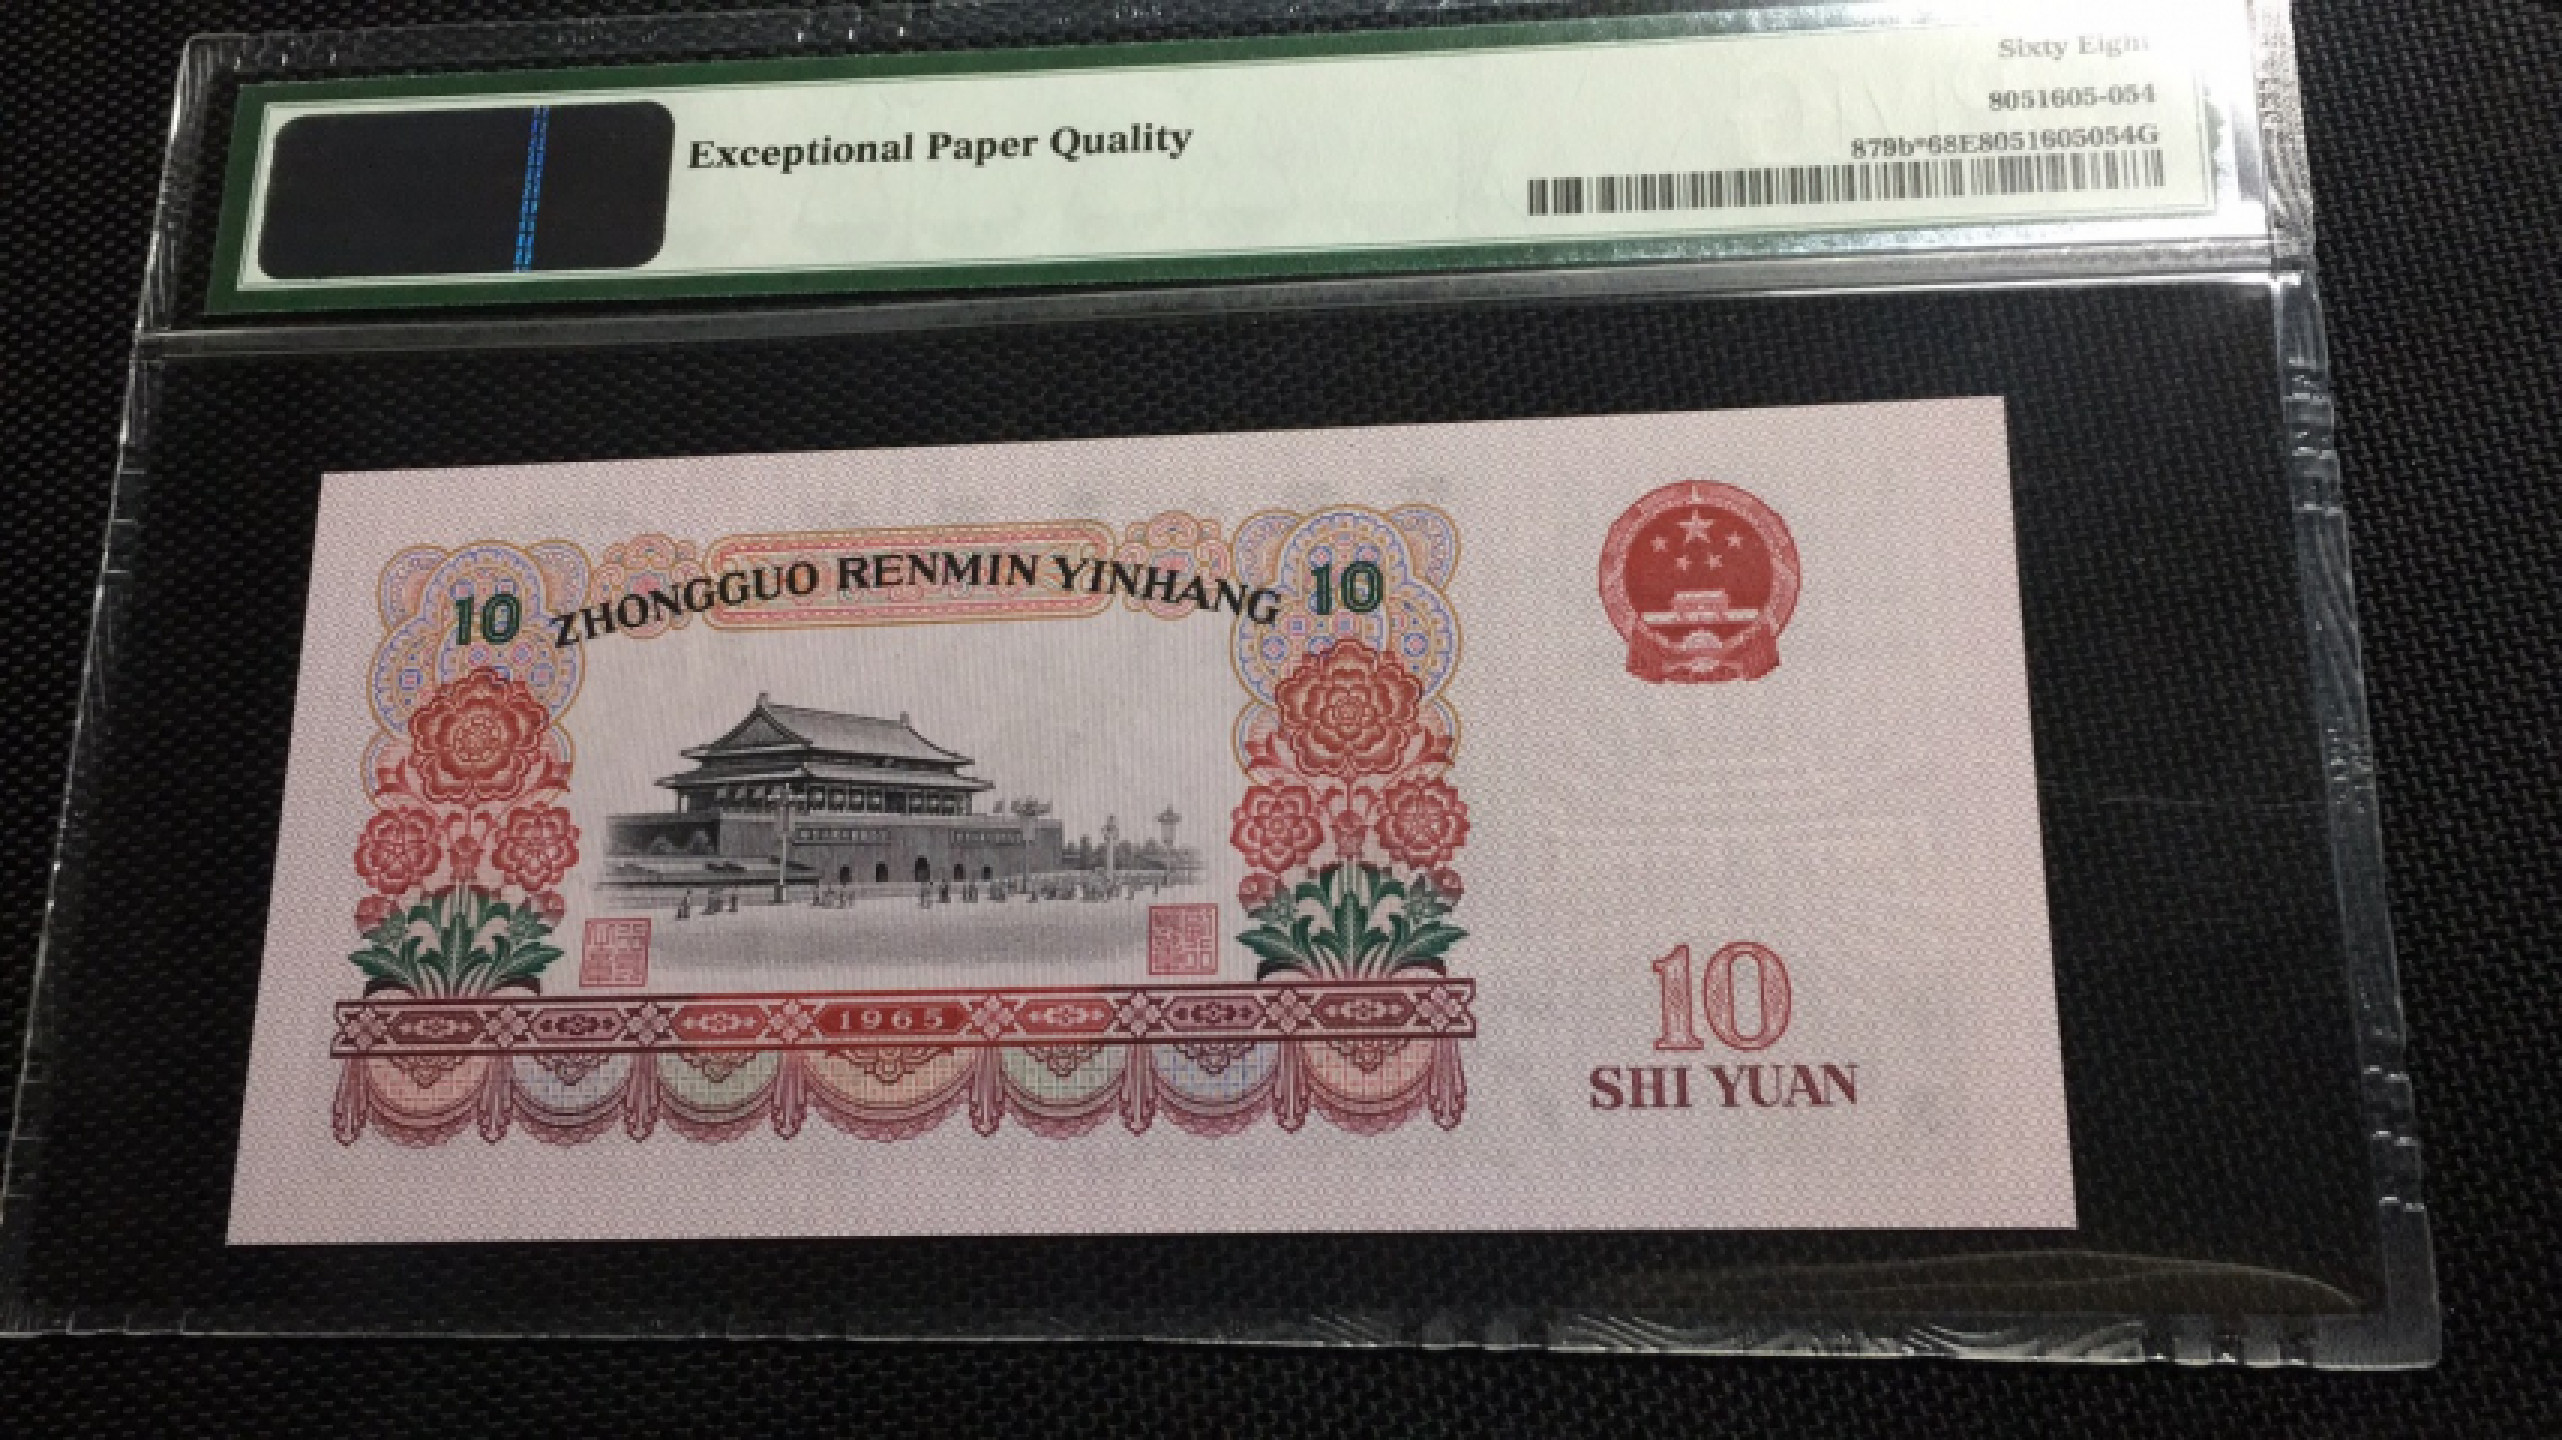 Sixty Eight
8051605-054
Exceptional Paper Quality
879b*68E8051605054G
ZHONGGUO RENMIN YINHANG
10
10
1965
10
SHI YUAN